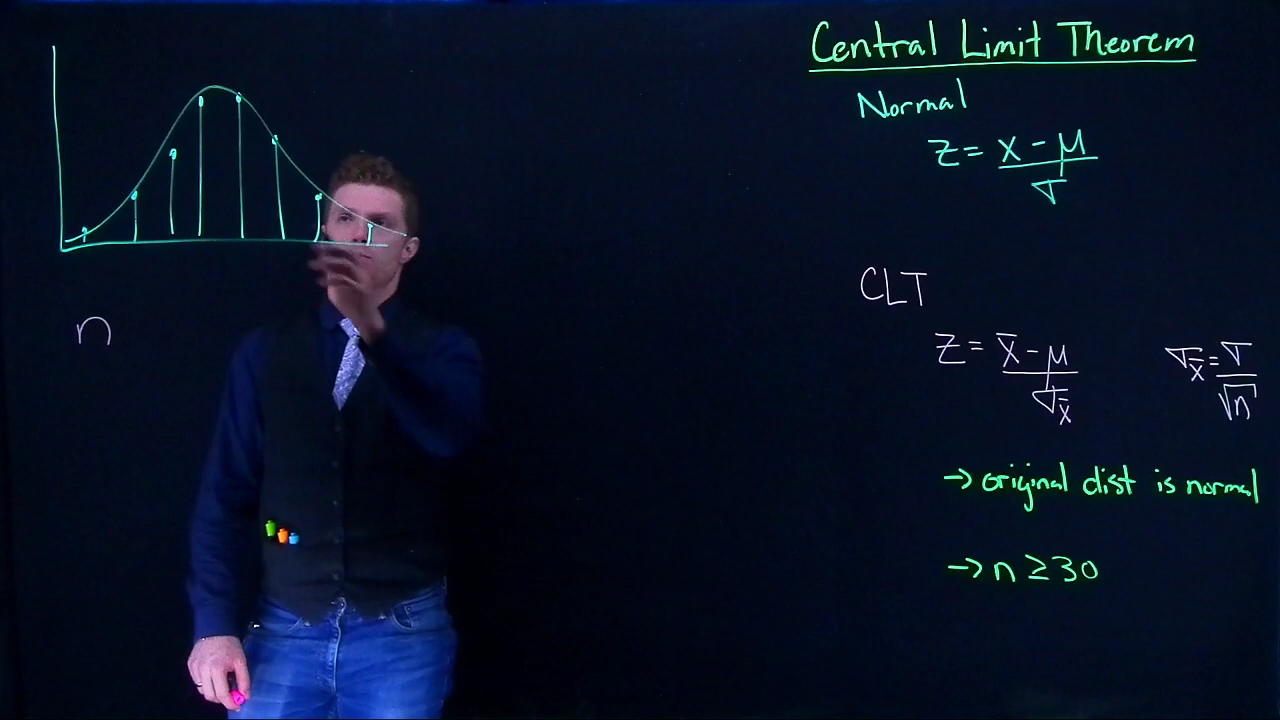 Central Limit Theorem
Normal
z = x - μ / σ
CLT
z = x̄ - μ / σx̄
σx̄ = σ / √n
→ original dist is normal
→ n ≥ 30
n